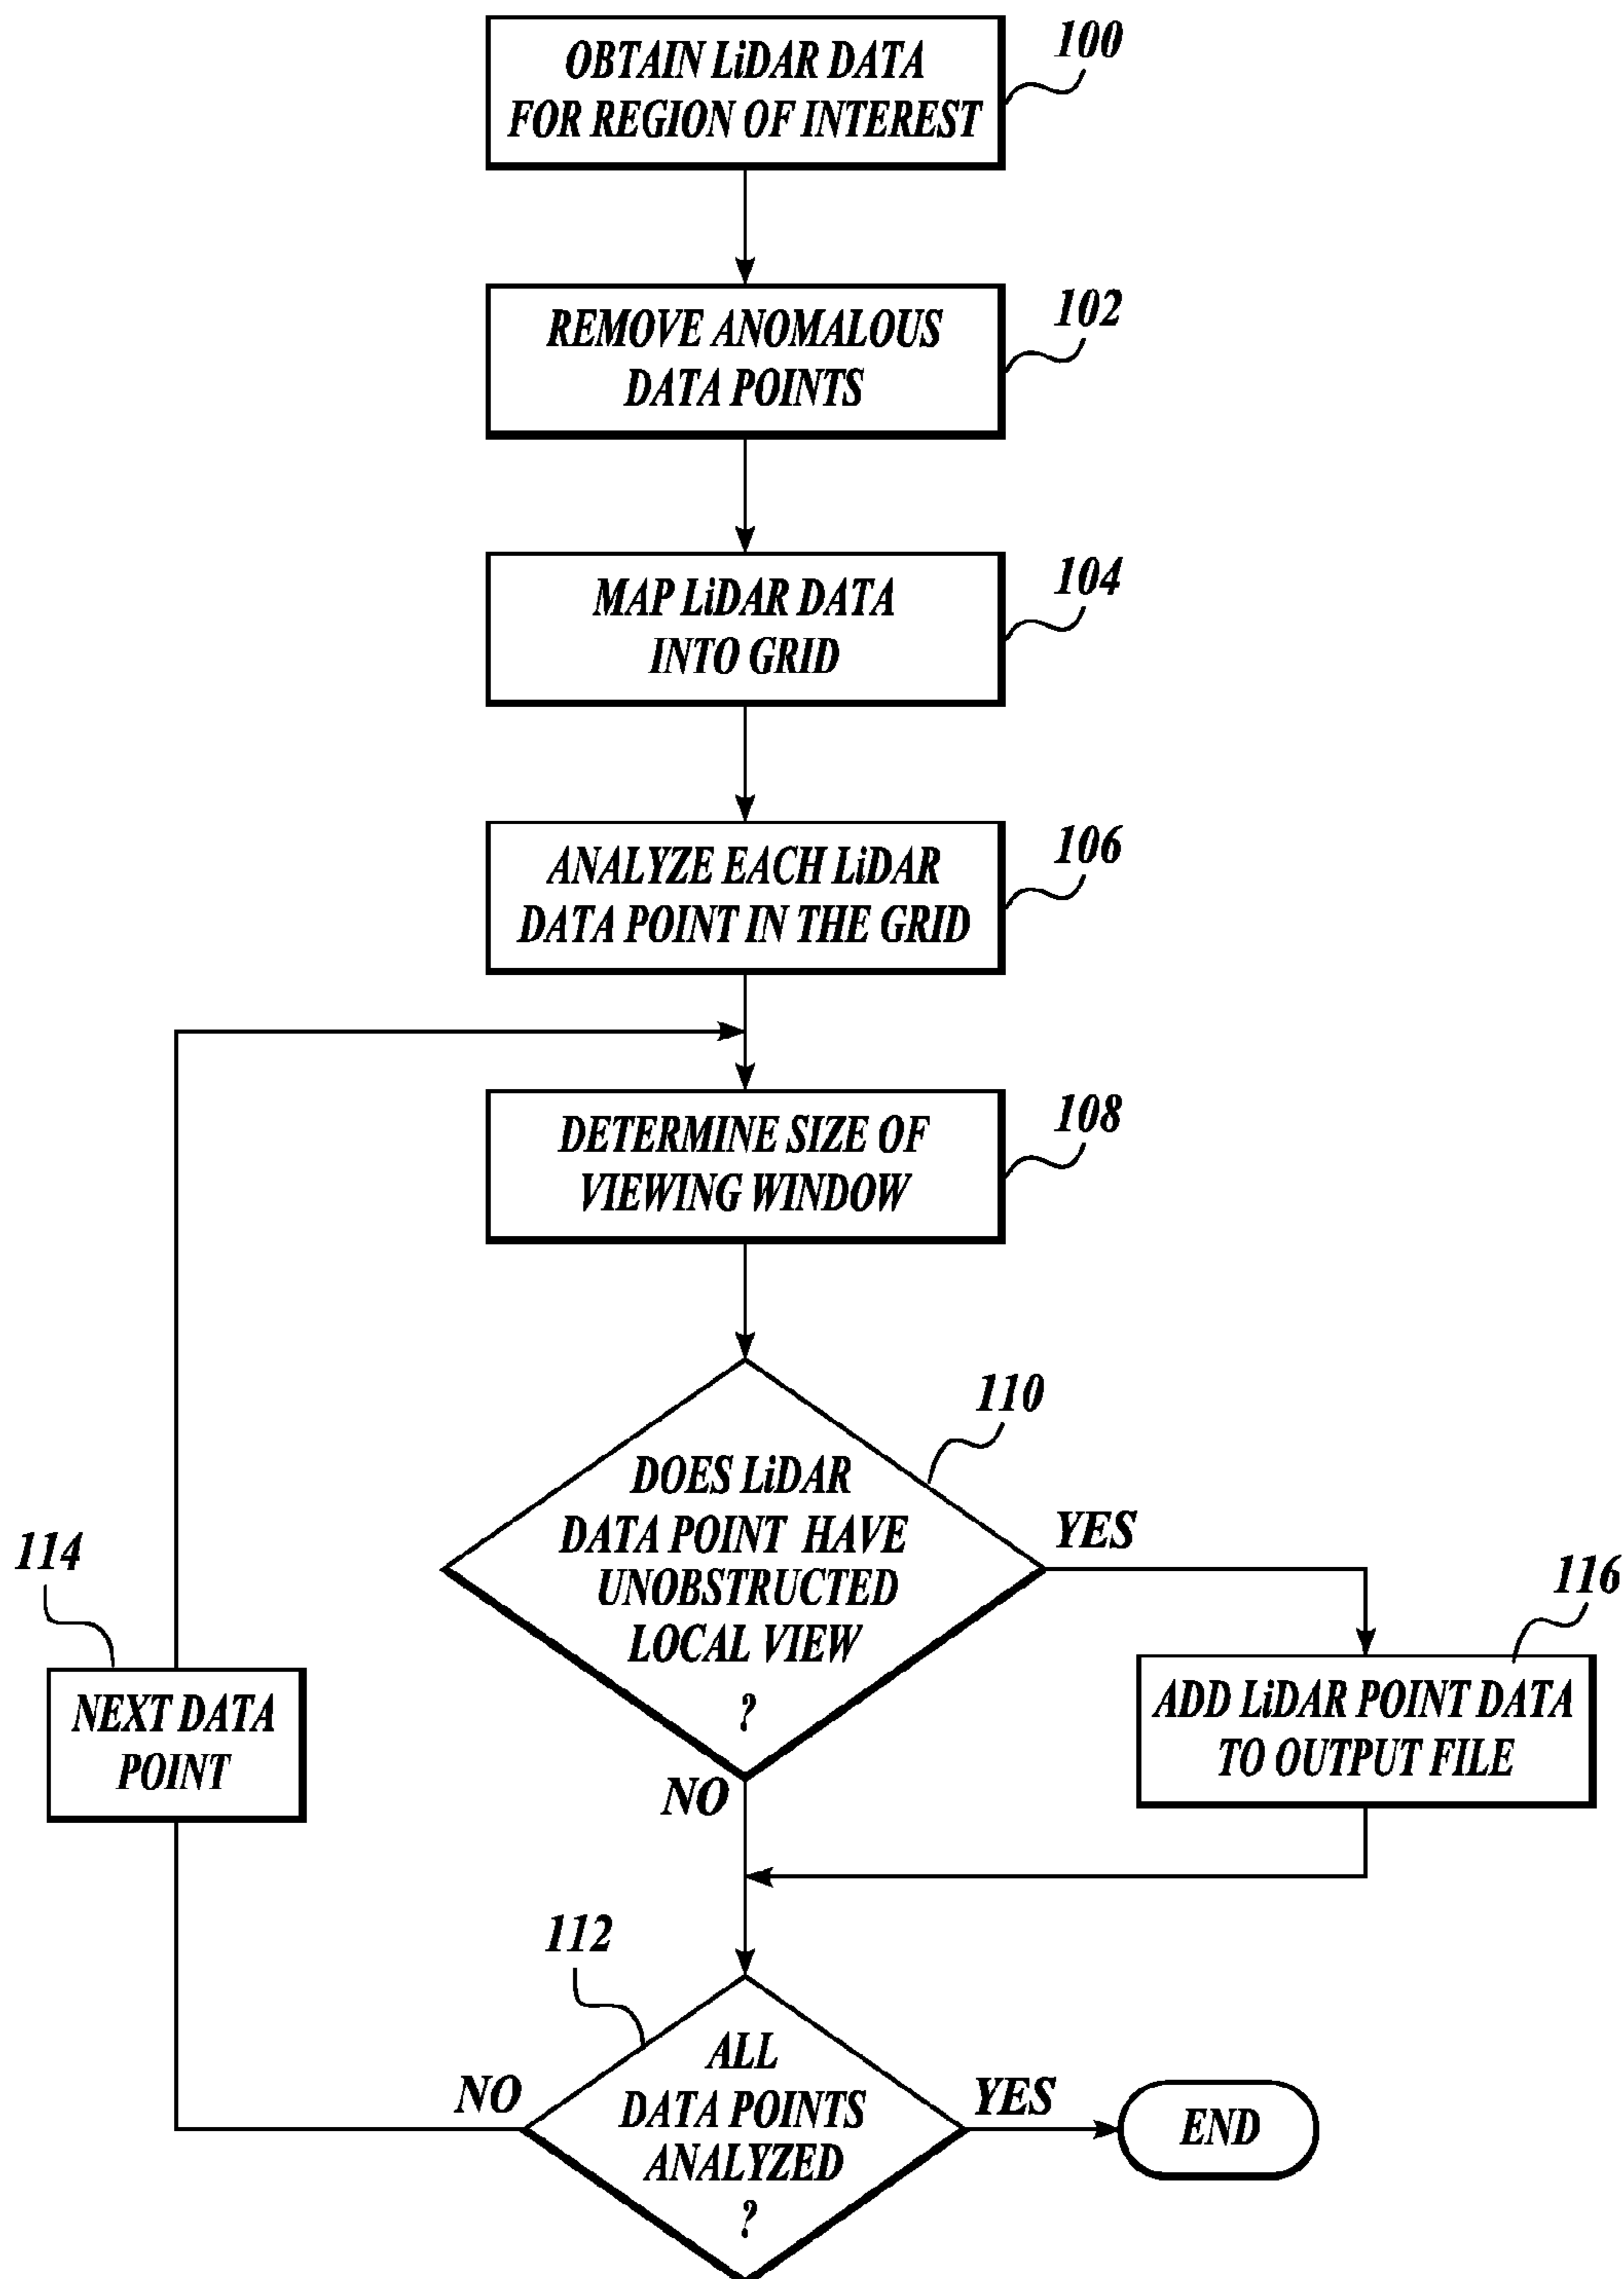 OBTAIN LiDAR DATA
FOR REGION OF INTEREST
100
REMOVE ANOMALOUS
DATA POINTS
102
MAP LiDAR DATA
INTO GRID
104
ANALYZE EACH LiDAR
DATA POINT IN THE GRID
106
DETERMINE SIZE OF
VIEWING WINDOW
108
DOES LiDAR
DATA POINT HAVE
UNOBSTRUCTED
LOCAL VIEW
?
110
YES
NO
114
NEXT DATA
POINT
116
ADD LiDAR POINT DATA
TO OUTPUT FILE
112
ALL
DATA POINTS
ANALYZED
?
NO
YES
END